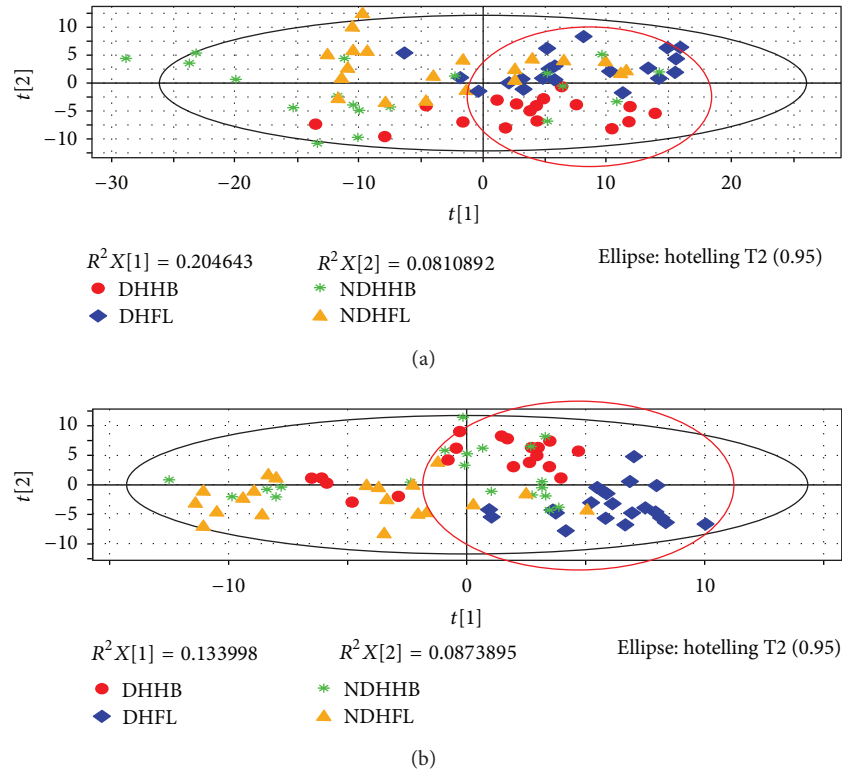 10
5
0
−5
−10
t[2]
−30 −20 −10 0 10 20
t[1]
R²X[1] = 0.204643 R²X[2] = 0.0810892 Ellipse: hotelling T2 (0.95)
DHHB NDHHB
DHFL NDHFL
(a)
10
5
0
−5
−10
t[2]
−10 0 10
t[1]
R²X[1] = 0.133998 R²X[2] = 0.0873895 Ellipse: hotelling T2 (0.95)
DHHB NDHHB
DHFL NDHFL
(b)